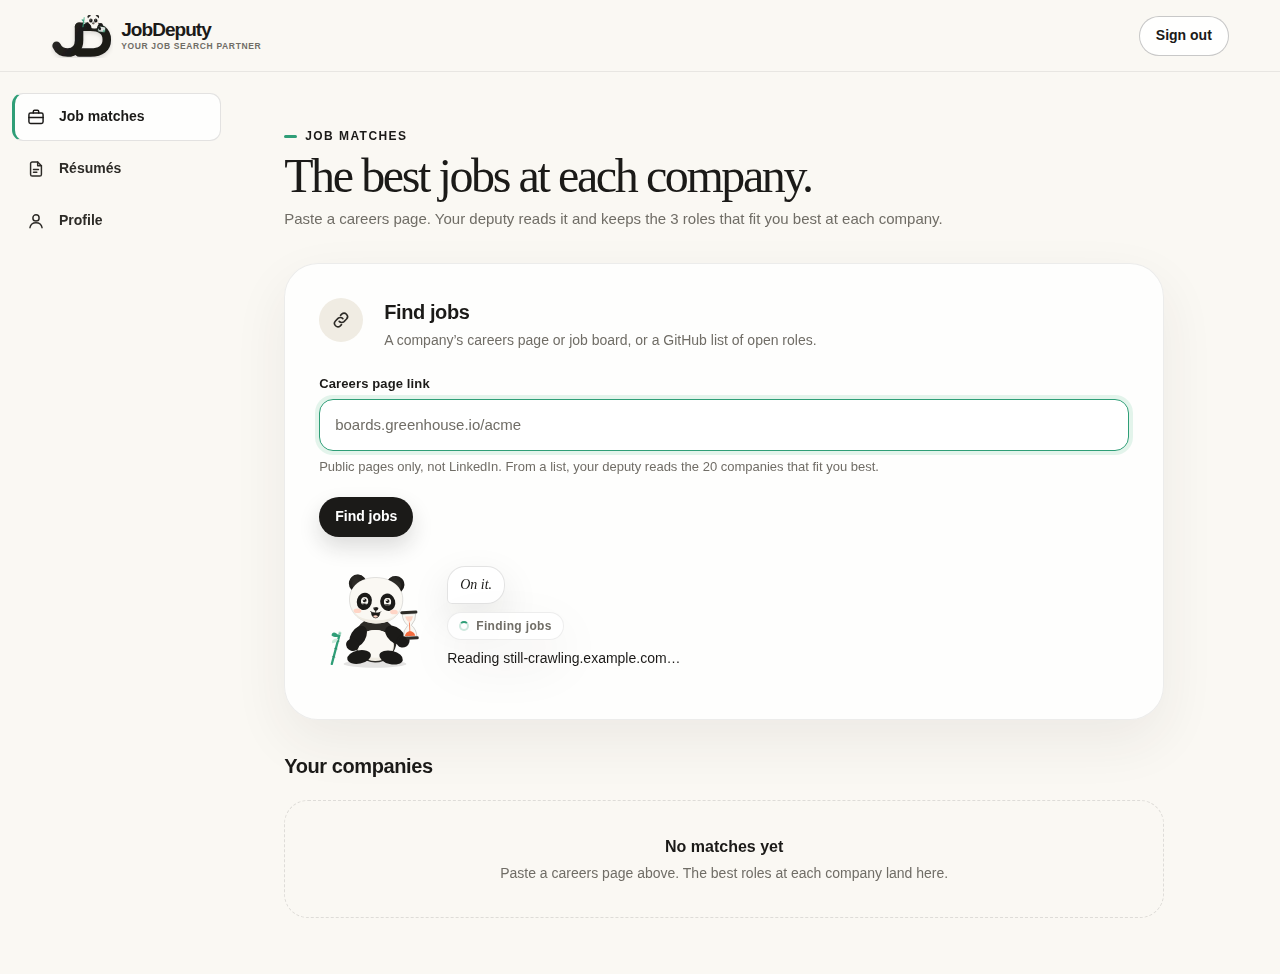 JobDeputy
YOUR JOB SEARCH PARTNER
Sign out
Job matches
Résumés
Profile
JOB MATCHES
The best jobs at each company.
Paste a careers page. Your deputy reads it and keeps the 3 roles that fit you best at each company.
Find jobs
A company’s careers page or job board, or a GitHub list of open roles.
Careers page link
boards.greenhouse.io/acme
Public pages only, not LinkedIn. From a list, your deputy reads the 20 companies that fit you best.
Find jobs
On it.
Finding jobs
Reading still-crawling.example.com…
Your companies
No matches yet
Paste a careers page above. The best roles at each company land here.